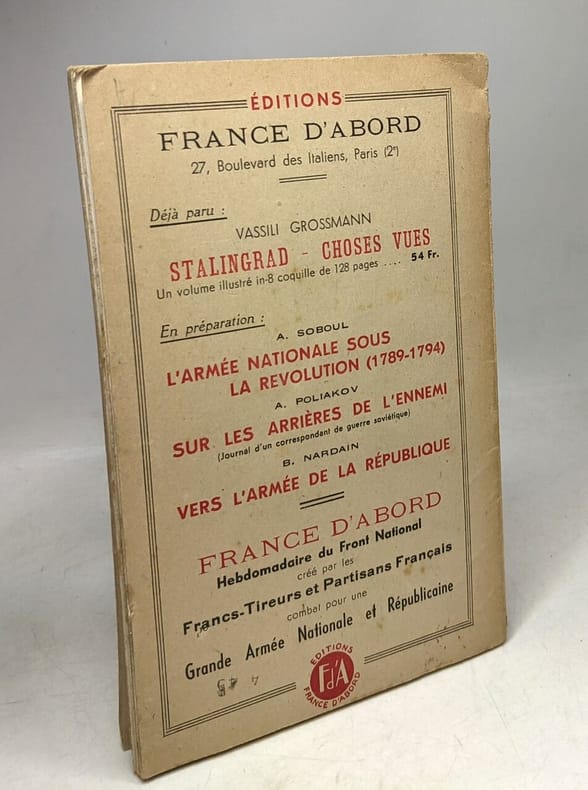 ÉDITIONS
FRANCE D'ABORD
27, Boulevard des Italiens, Paris (2e)
Déjà paru :
VASSILI GROSSMANN
STALINGRAD - CHOSES VUES
Un volume illustré in-8 coquille de 128 pages .... 54 Fr.
En préparation :
A. SOBOUL
L'ARMÉE NATIONALE SOUS
LA REVOLUTION (1789-1794)
A. POLIAKOV
SUR LES ARRIÈRES DE L'ENNEMI
(Journal d'un correspondant de guerre soviétique)
B. NARDAIN
VERS L'ARMÉE DE LA RÉPUBLIQUE
FRANCE D'ABORD
Hebdomadaire du Front National
créé par les
Francs-Tireurs et Partisans Français
combat pour une
Grande Armée Nationale et Républicaine
ÉDITIONS
FdA
FRANCE D'ABORD